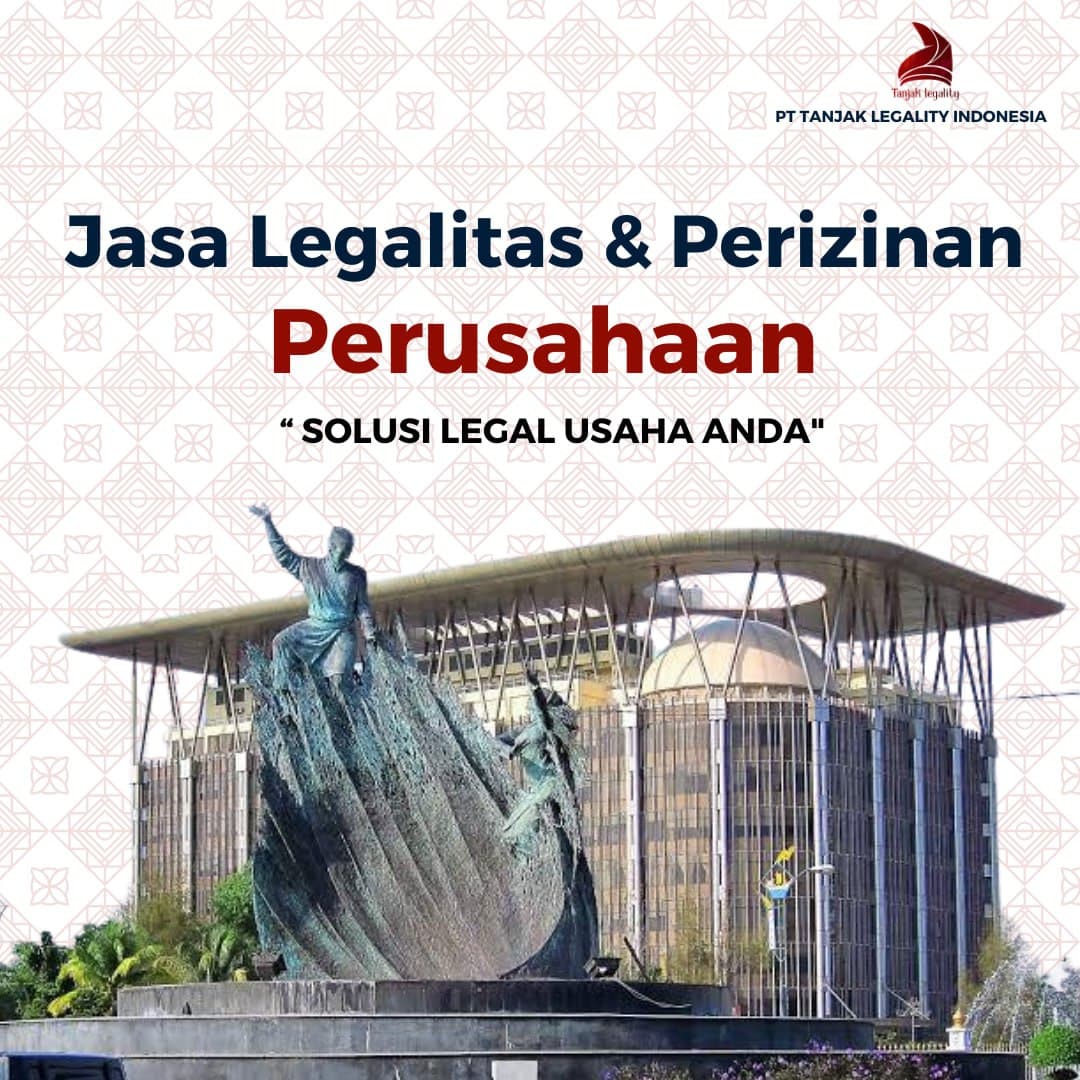 Tanjak legality
PT TANJAK LEGALITY INDONESIA
Jasa Legalitas & Perizinan
Perusahaan
“ SOLUSI LEGAL USAHA ANDA"